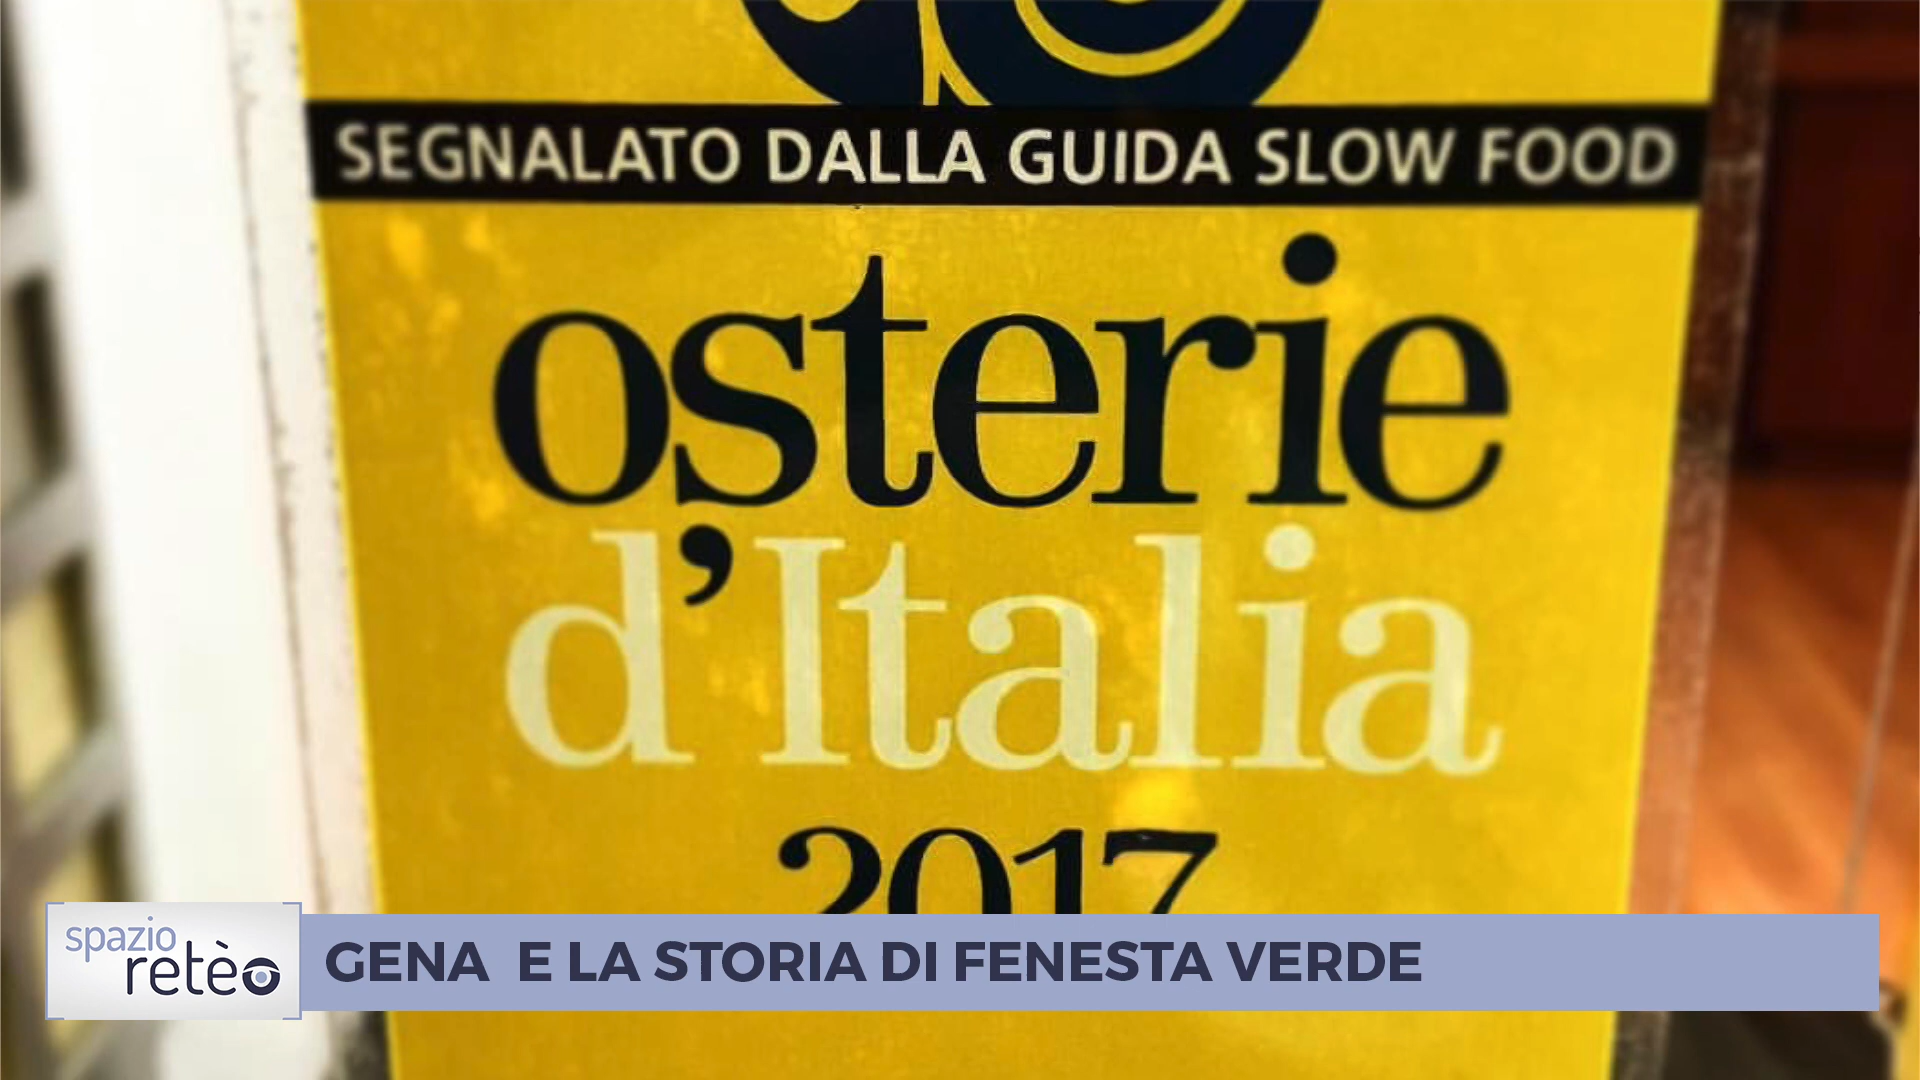 SEGNALATO DALLA GUIDA SLOW FOOD
osterie
d'Italia
2017
spazio
retèo
GENA E LA STORIA DI FENESTA VERDE